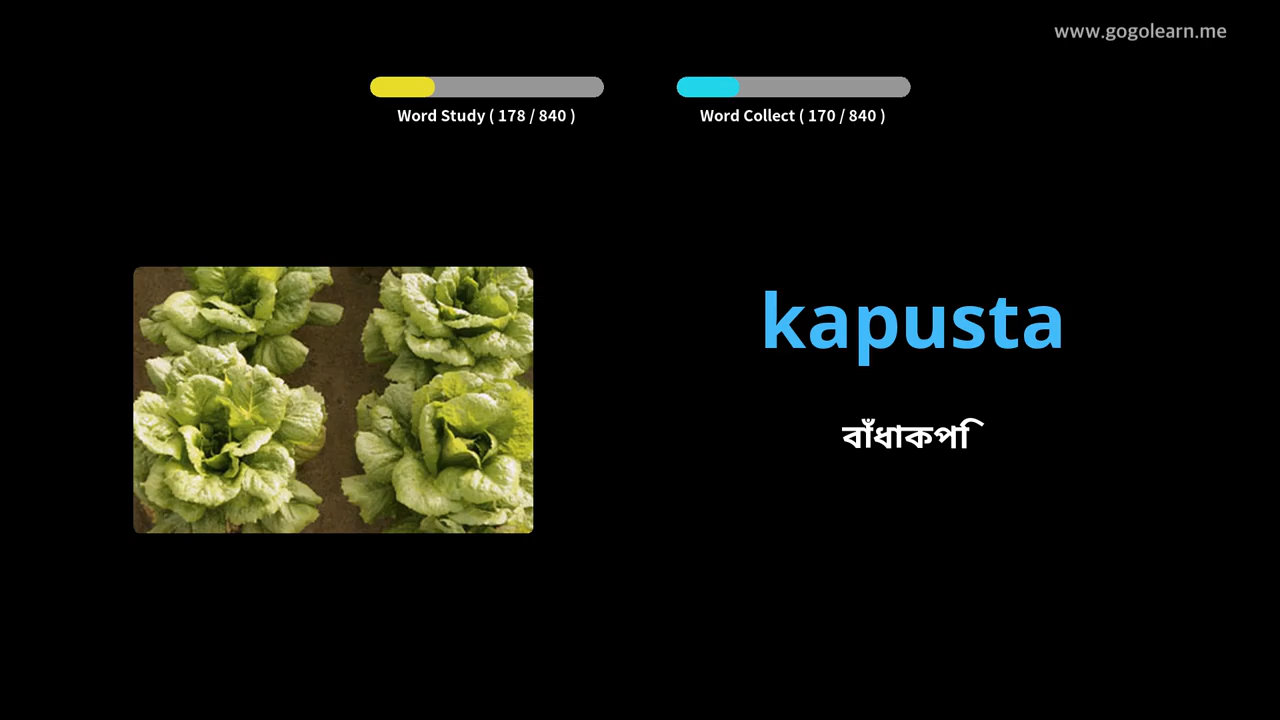 www.gogolearn.me
Word Study ( 178 / 840 )
Word Collect ( 170 / 840 )
kapusta
বাঁধাকপি